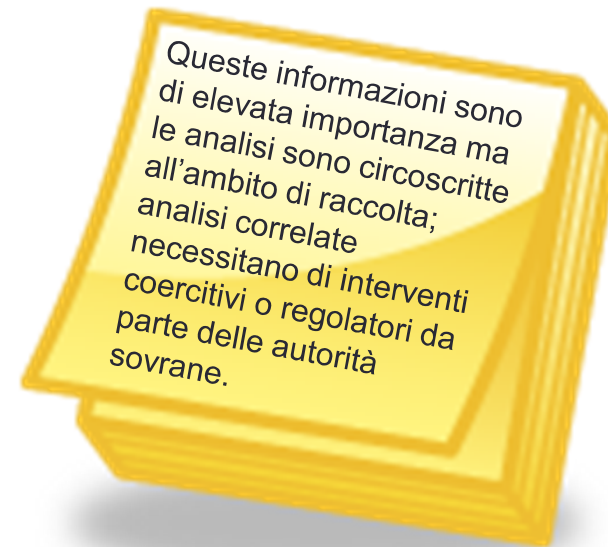 Queste informazioni sono
di elevata importanza ma
le analisi sono circoscritte
all’ambito di raccolta;
analisi correlate
necessitano di interventi
coercitivi o regolatori da
parte delle autorità
sovrane.